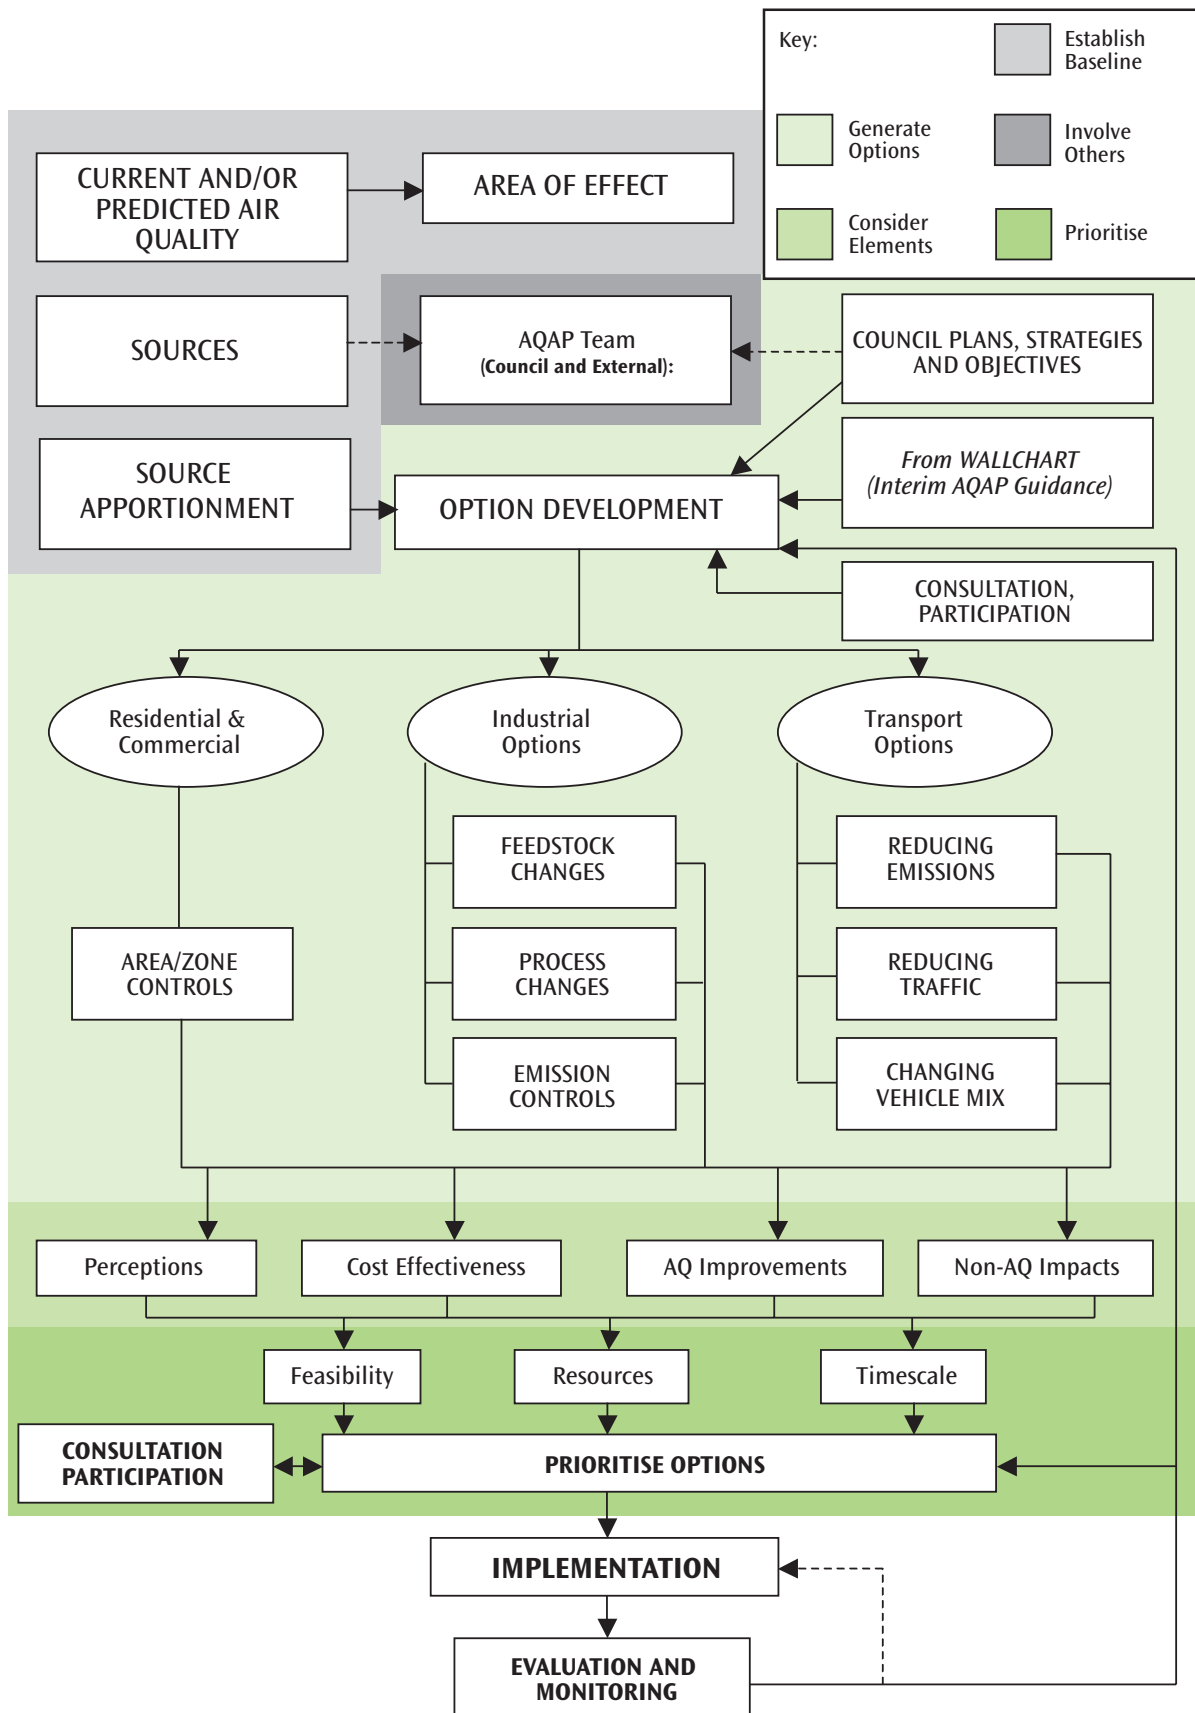 Key:
Establish
Baseline
Generate
Options
Involve
Others
Consider
Elements
Prioritise
CURRENT AND/OR
PREDICTED AIR
QUALITY
AREA OF EFFECT
SOURCES
AQAP Team
(Council and External):
COUNCIL PLANS, STRATEGIES
AND OBJECTIVES
From WALLCHART
(Interim AQAP Guidance)
SOURCE
APPORTIONMENT
OPTION DEVELOPMENT
CONSULTATION,
PARTICIPATION
Residential &
Commercial
Industrial
Options
Transport
Options
FEEDSTOCK
CHANGES
REDUCING
EMISSIONS
AREA/ZONE
CONTROLS
PROCESS
CHANGES
REDUCING
TRAFFIC
EMISSION
CONTROLS
CHANGING
VEHICLE MIX
Perceptions
Cost Effectiveness
AQ Improvements
Non-AQ Impacts
Feasibility
Resources
Timescale
CONSULTATION
PARTICIPATION
PRIORITISE OPTIONS
IMPLEMENTATION
EVALUATION AND
MONITORING